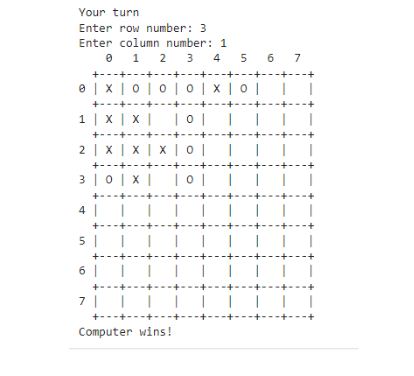 Your turn
Enter row number: 3
Enter column number: 1
    0   1   2   3   4   5   6   7
  +---+---+---+---+---+---+---+---+
0 | X | O | O | O | X | O |   |   |
  +---+---+---+---+---+---+---+---+
1 | X | X |   | O |   |   |   |   |
  +---+---+---+---+---+---+---+---+
2 | X | X | X | O |   |   |   |   |
  +---+---+---+---+---+---+---+---+
3 | O | X |   | O |   |   |   |   |
  +---+---+---+---+---+---+---+---+
4 |   |   |   |   |   |   |   |   |
  +---+---+---+---+---+---+---+---+
5 |   |   |   |   |   |   |   |   |
  +---+---+---+---+---+---+---+---+
6 |   |   |   |   |   |   |   |   |
  +---+---+---+---+---+---+---+---+
7 |   |   |   |   |   |   |   |   |
  +---+---+---+---+---+---+---+---+
Computer wins!